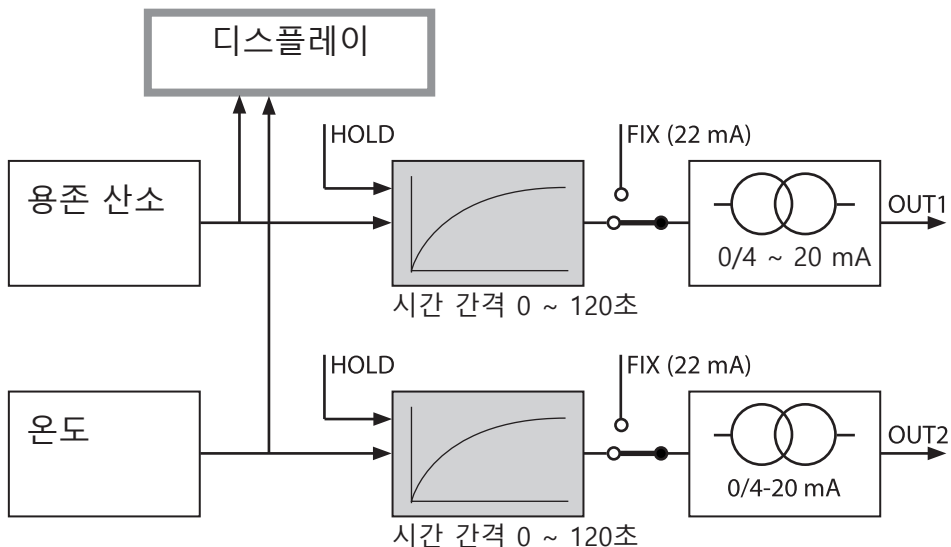 디스플레이
HOLD
FIX (22 mA)
용존 산소
OUT1
0/4 ~ 20 mA
시간 간격 0 ~ 120초
HOLD
FIX (22 mA)
온도
OUT2
0/4-20 mA
시간 간격 0 ~ 120초